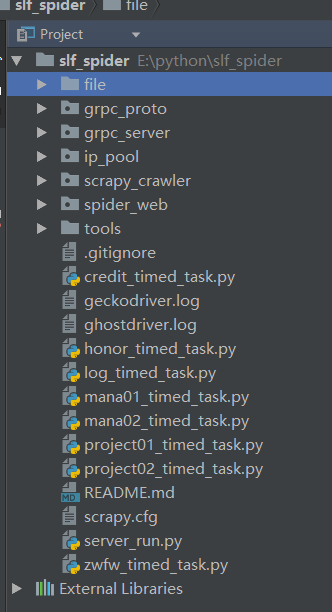 slf_spider file
Project
slf_spider E:\python\slf_spider
file
grpc_proto
grpc_server
ip_pool
scrapy_crawler
spider_web
tools
.gitignore
credit_timed_task.py
geckodriver.log
ghostdriver.log
honor_timed_task.py
log_timed_task.py
mana01_timed_task.py
mana02_timed_task.py
project01_timed_task.py
project02_timed_task.py
MD README.md
scrapy.cfg
server_run.py
zwfw_timed_task.py
External Libraries